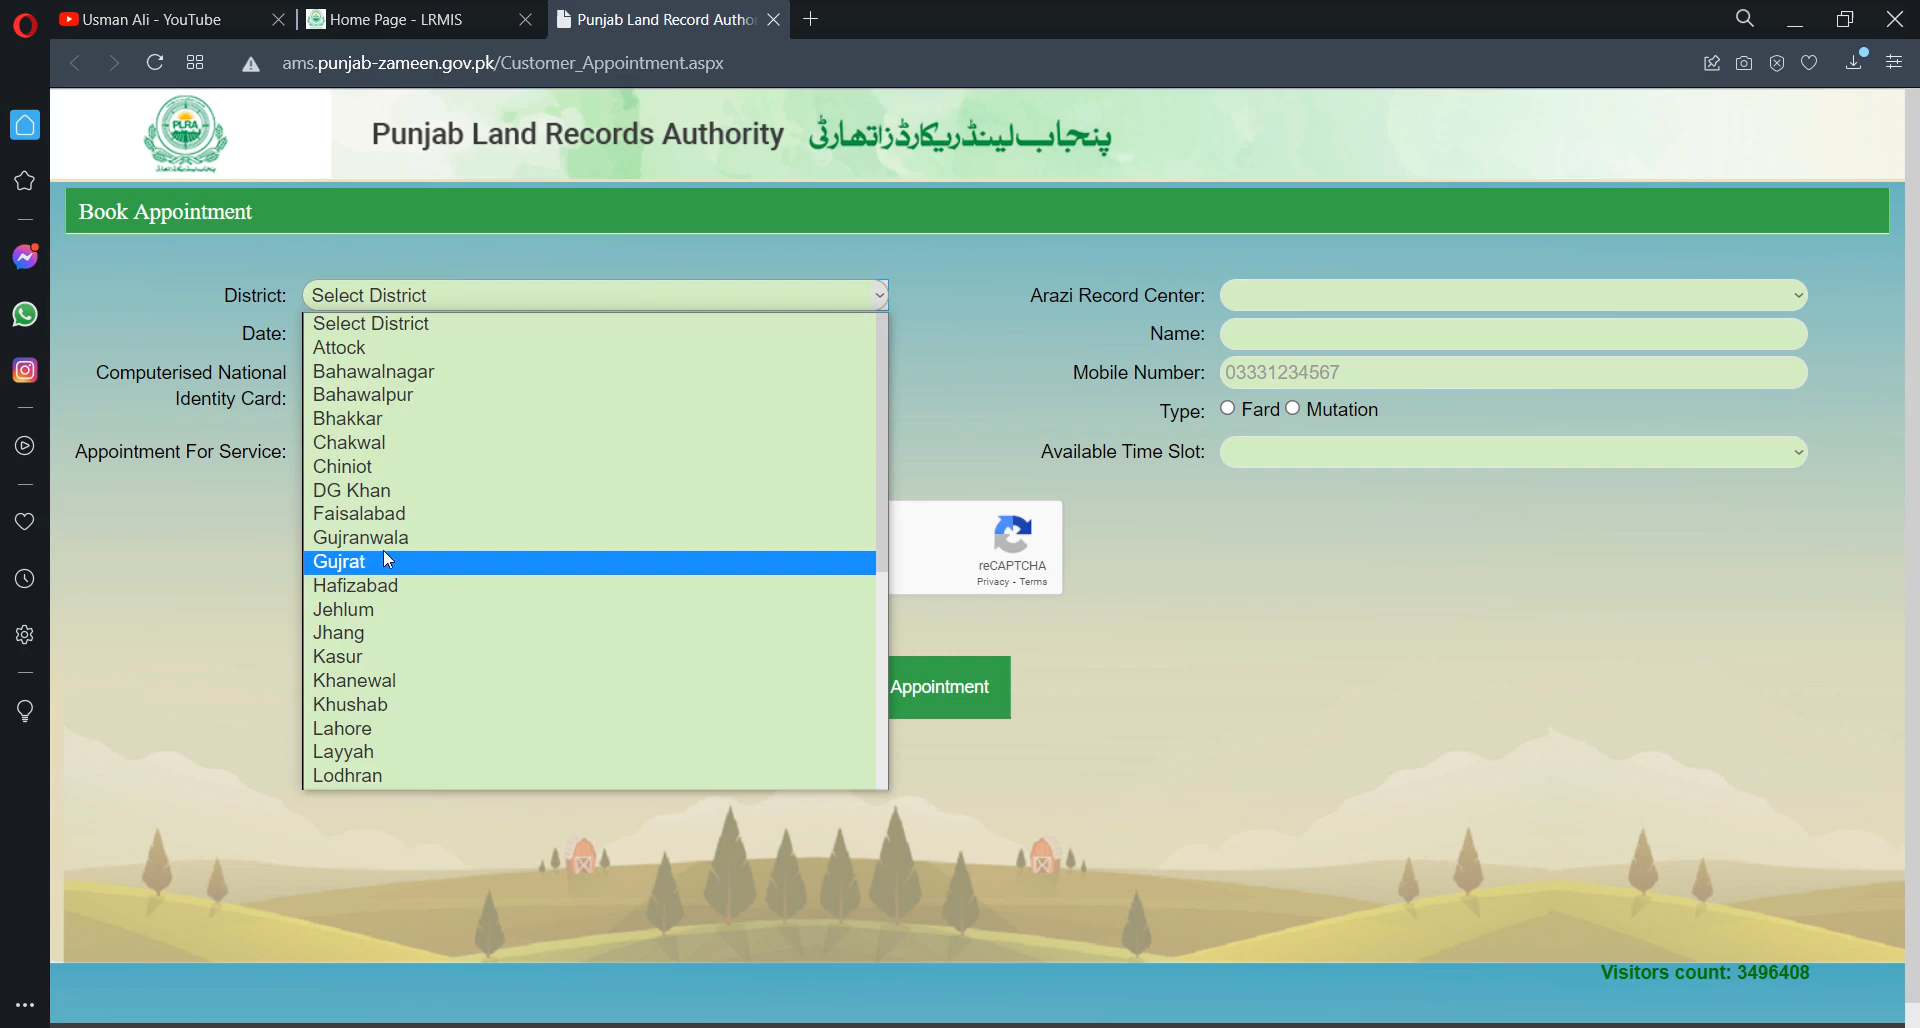 Usman Ali - YouTube
Home Page - LRMIS
Punjab Land Record Autho
ams.punjab-zameen.gov.pk/Customer_Appointment.aspx
PLRA
Punjab Land Records Authority
پنجاب لینڈ ریکارڈز اتھارٹی
Book Appointment
District:
Select District
Arazi Record Center:
Date:
Name:
Computerised National
Identity Card:
Mobile Number:
03331234567
Type:
Fard
Mutation
Appointment For Service:
Available Time Slot:
Select District
Attock
Bahawalnagar
Bahawalpur
Bhakkar
Chakwal
Chiniot
DG Khan
Faisalabad
Gujranwala
Gujrat
Hafizabad
Jehlum
Jhang
Kasur
Khanewal
Khushab
Lahore
Layyah
Lodhran
reCAPTCHA
Privacy - Terms
Appointment
Visitors count: 3496408